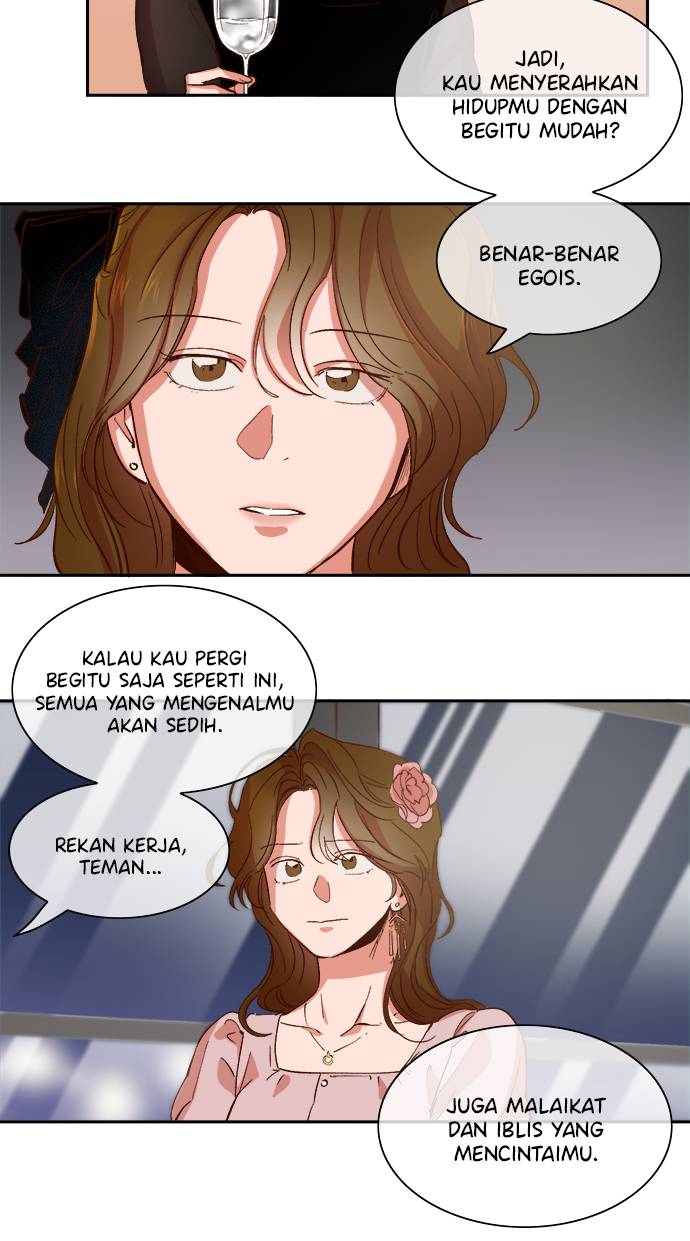 JADI,
KAU MENYERAHKAN
HIDUPMU DENGAN
BEGITU MUDAH?
BENAR-BENAR
EGOIS.
KALAU KAU PERGI
BEGITU SAJA SEPERTI INI,
SEMUA YANG MENGENALMU
AKAN SEDIH.
REKAN KERJA,
TEMAN...
JUGA MALAIKAT
DAN IBLIS YANG
MENCINTAIMU.